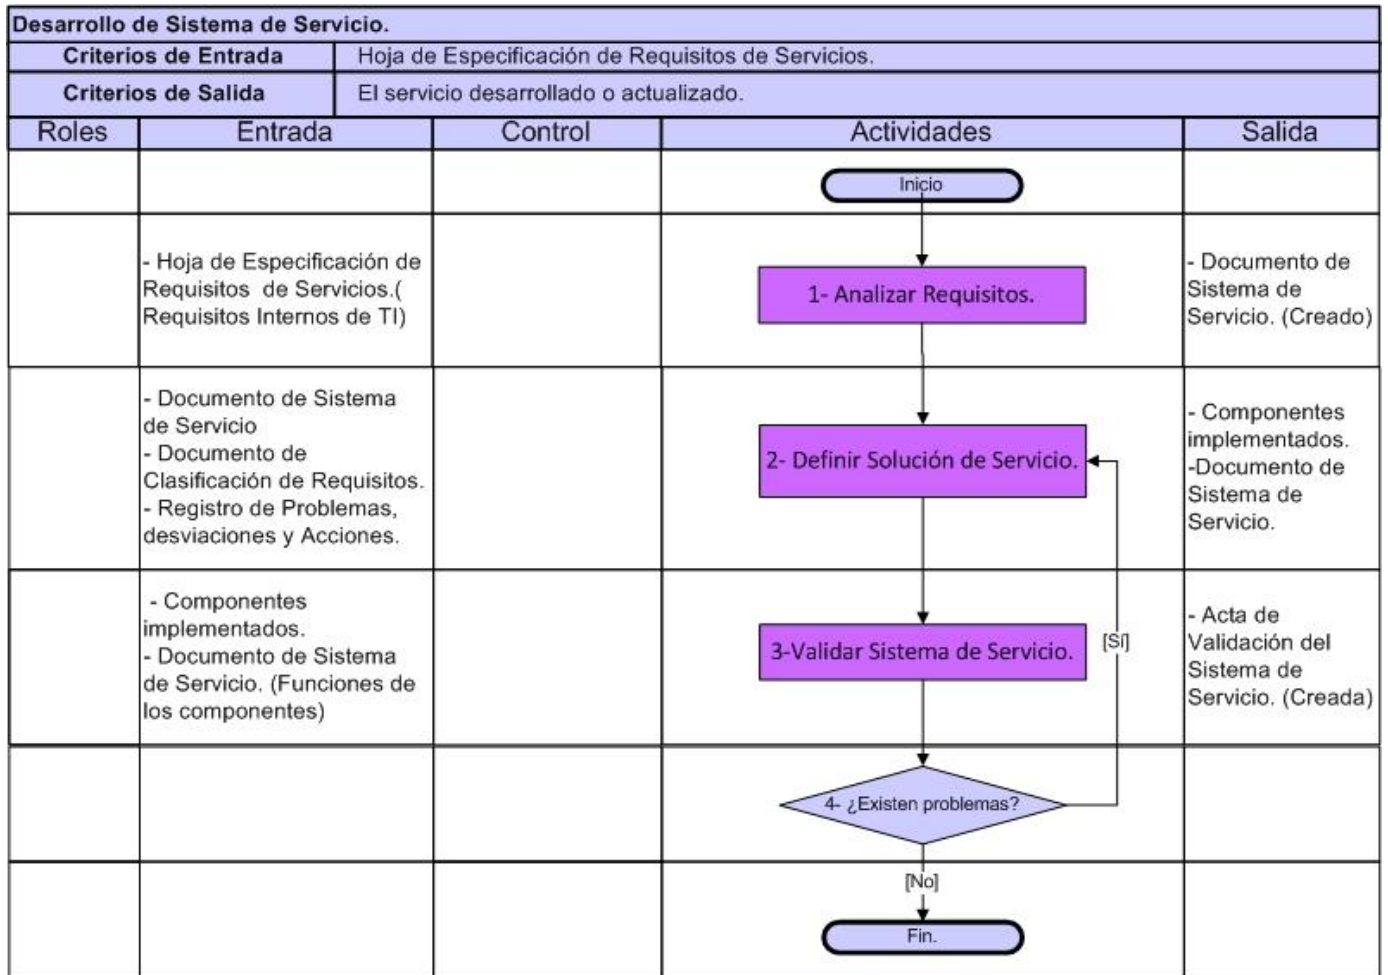 Desarrollo de Sistema de Servicio.
Criterios de Entrada
Hoja de Especificación de Requisitos de Servicios.
Criterios de Salida
El servicio desarrollado o actualizado.
Roles
Entrada
Control
Actividades
Salida
Inicio
- Hoja de Especificación de
Requisitos de Servicios.(
Requisitos Internos de TI)
1- Analizar Requisitos.
- Documento de
Sistema de
Servicio. (Creado)
- Documento de Sistema
de Servicio
- Documento de
Clasificación de Requisitos.
- Registro de Problemas,
desviaciones y Acciones.
2- Definir Solución de Servicio.
- Componentes
implementados.
-Documento de
Sistema de
Servicio.
- Componentes
implementados.
- Documento de Sistema
de Servicio. (Funciones de
los componentes)
3-Validar Sistema de Servicio.
[Sí]
- Acta de
Validación del
Sistema de
Servicio. (Creada)
4- ¿Existen problemas?
[No]
Fin.